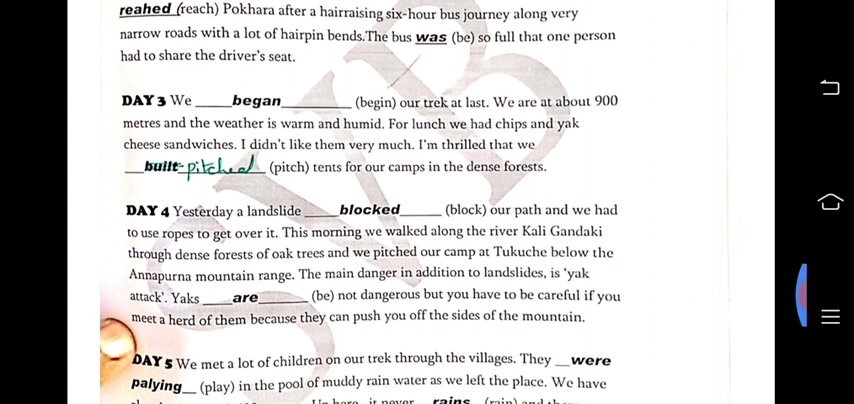 reahed (reach) Pokhara after a hairraising six-hour bus journey along very
narrow roads with a lot of hairpin bends.The bus was (be) so full that one person
had to share the driver's seat.
DAY 3 We _____began__________ (begin) our trek at last. We are at about 900
metres and the weather is warm and humid. For lunch we had chips and yak
cheese sandwiches. I didn't like them very much. I'm thrilled that we
___built pitched (pitch) tents for our camps in the dense forests.
DAY 4 Yesterday a landslide _____blocked______ (block) our path and we had
to use ropes to get over it. This morning we walked along the river Kali Gandaki
through dense forests of oak trees and we pitched our camp at Tukuche below the
Annapurna mountain range. The main danger in addition to landslides, is 'yak
attack'. Yaks ____are_______ (be) not dangerous but you have to be careful if you
meet a herd of them because they can push you off the sides of the mountain.
DAY 5 We met a lot of children on our trek through the villages. They __were
palying__ (play) in the pool of muddy rain water as we left the place. We have
it never rains (rain) and
SVB